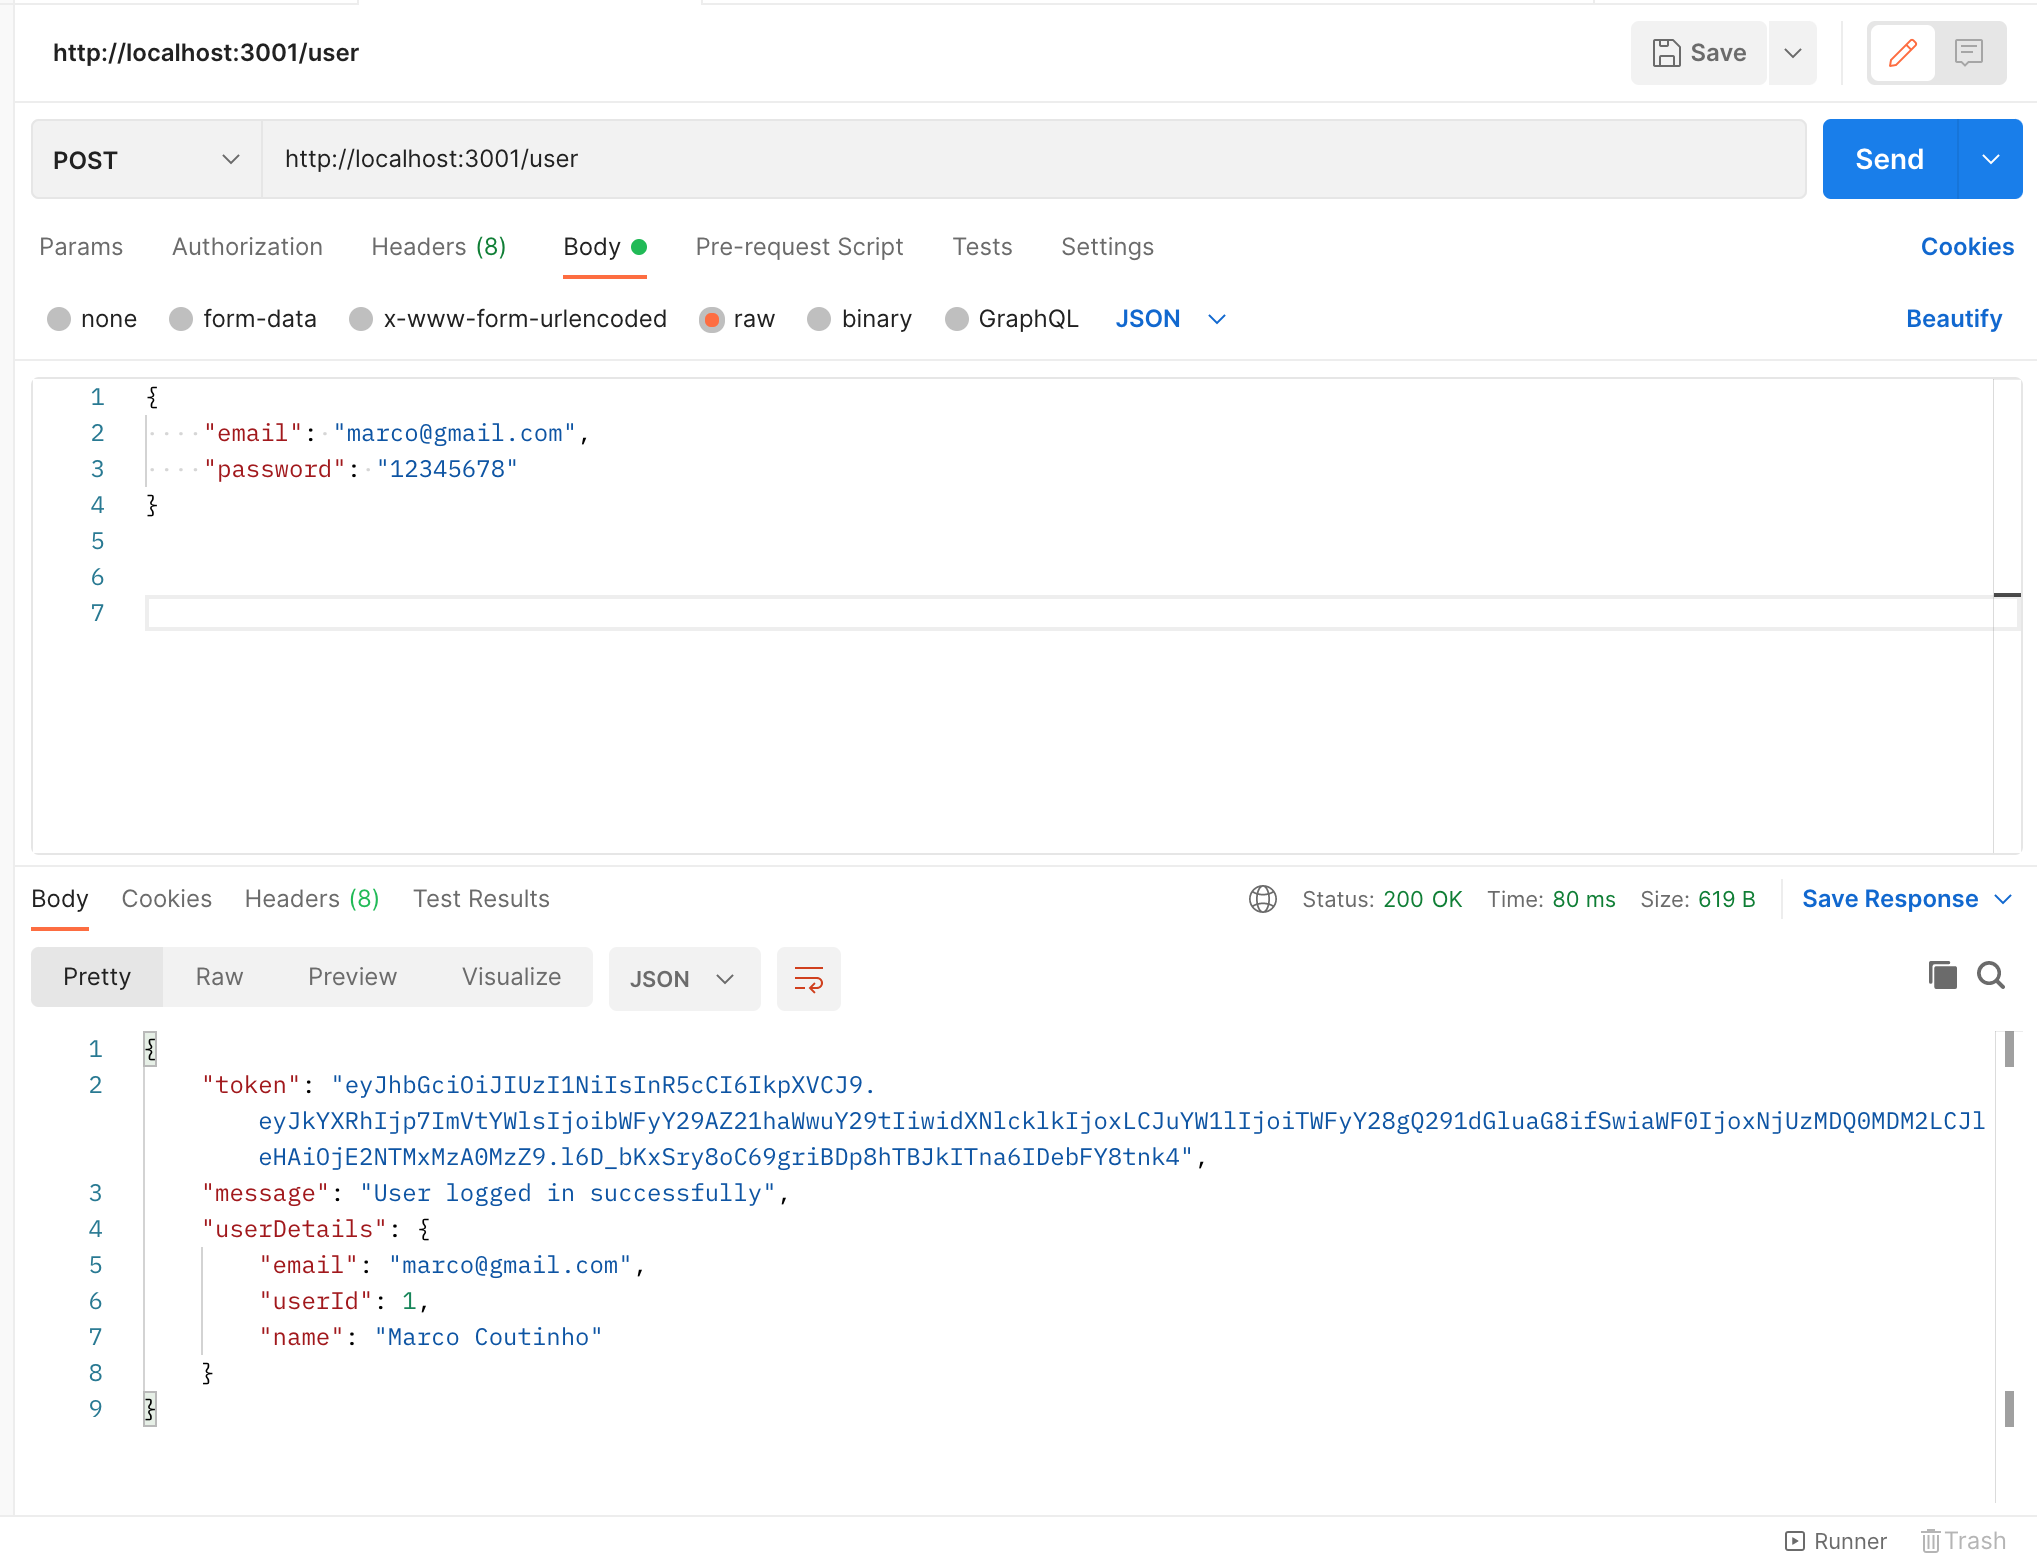 http://localhost:3001/user
Save
POST
http://localhost:3001/user
Send
Params Authorization Headers (8) Body Pre-request Script Tests Settings Cookies
none form-data x-www-form-urlencoded raw binary GraphQL JSON Beautify
1 {
2 "email": "marco@gmail.com",
3 "password": "12345678"
4 }
5
6
7
Body Cookies Headers (8) Test Results Status: 200 OK Time: 80 ms Size: 619 B Save Response
Pretty Raw Preview Visualize JSON
1 {
2 "token": "eyJhbGciOiJIUzI1NiIsInR5cCI6IkpXVCJ9.
eyJkYXRhIjp7ImVtYWlsIjoibWFyY29AZ21haWwuY29tIiwidXNlcklkIjoxLCJuYW1lIjoiTWFyY28gQ291dGluaG8ifSwiaWF0IjoxNjUzMDQ0MDM2LCJl
eHAiOjE2NTMxMzA0MzZ9.l6D_bKxSry8oC69griBDp8hTBJkITna6IDebFY8tnk4",
3 "message": "User logged in successfully",
4 "userDetails": {
5 "email": "marco@gmail.com",
6 "userId": 1,
7 "name": "Marco Coutinho"
8 }
9 }
Runner Trash